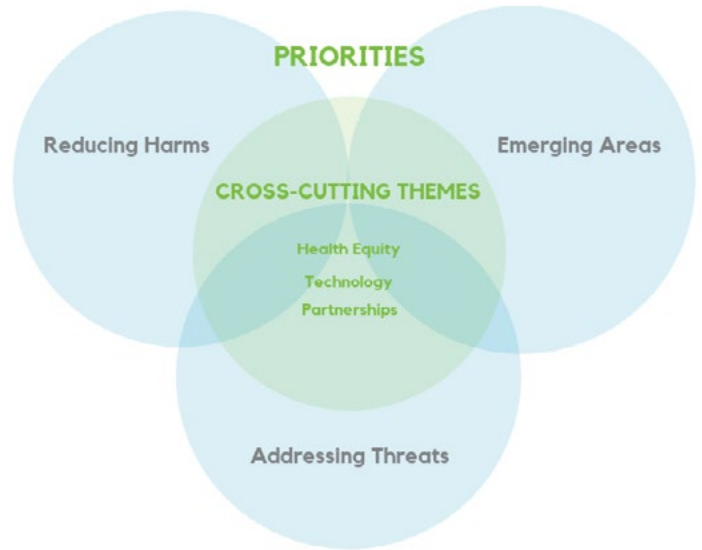 PRIORITIES
Reducing Harms
Emerging Areas
CROSS-CUTTING THEMES
Health Equity
Technology
Partnerships
Addressing Threats